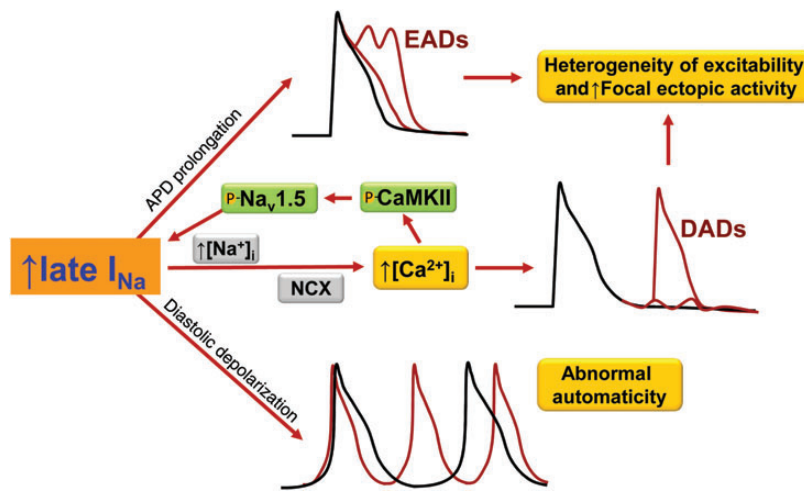 EADs
Heterogeneity of excitability
and ↑Focal ectopic activity
APD prolongation
P-Nav1.5
P-CaMKII
DADs
↑late INa
↑[Na+]i
NCX
↑[Ca2+]i
Diastolic depolarization
Abnormal
automaticity